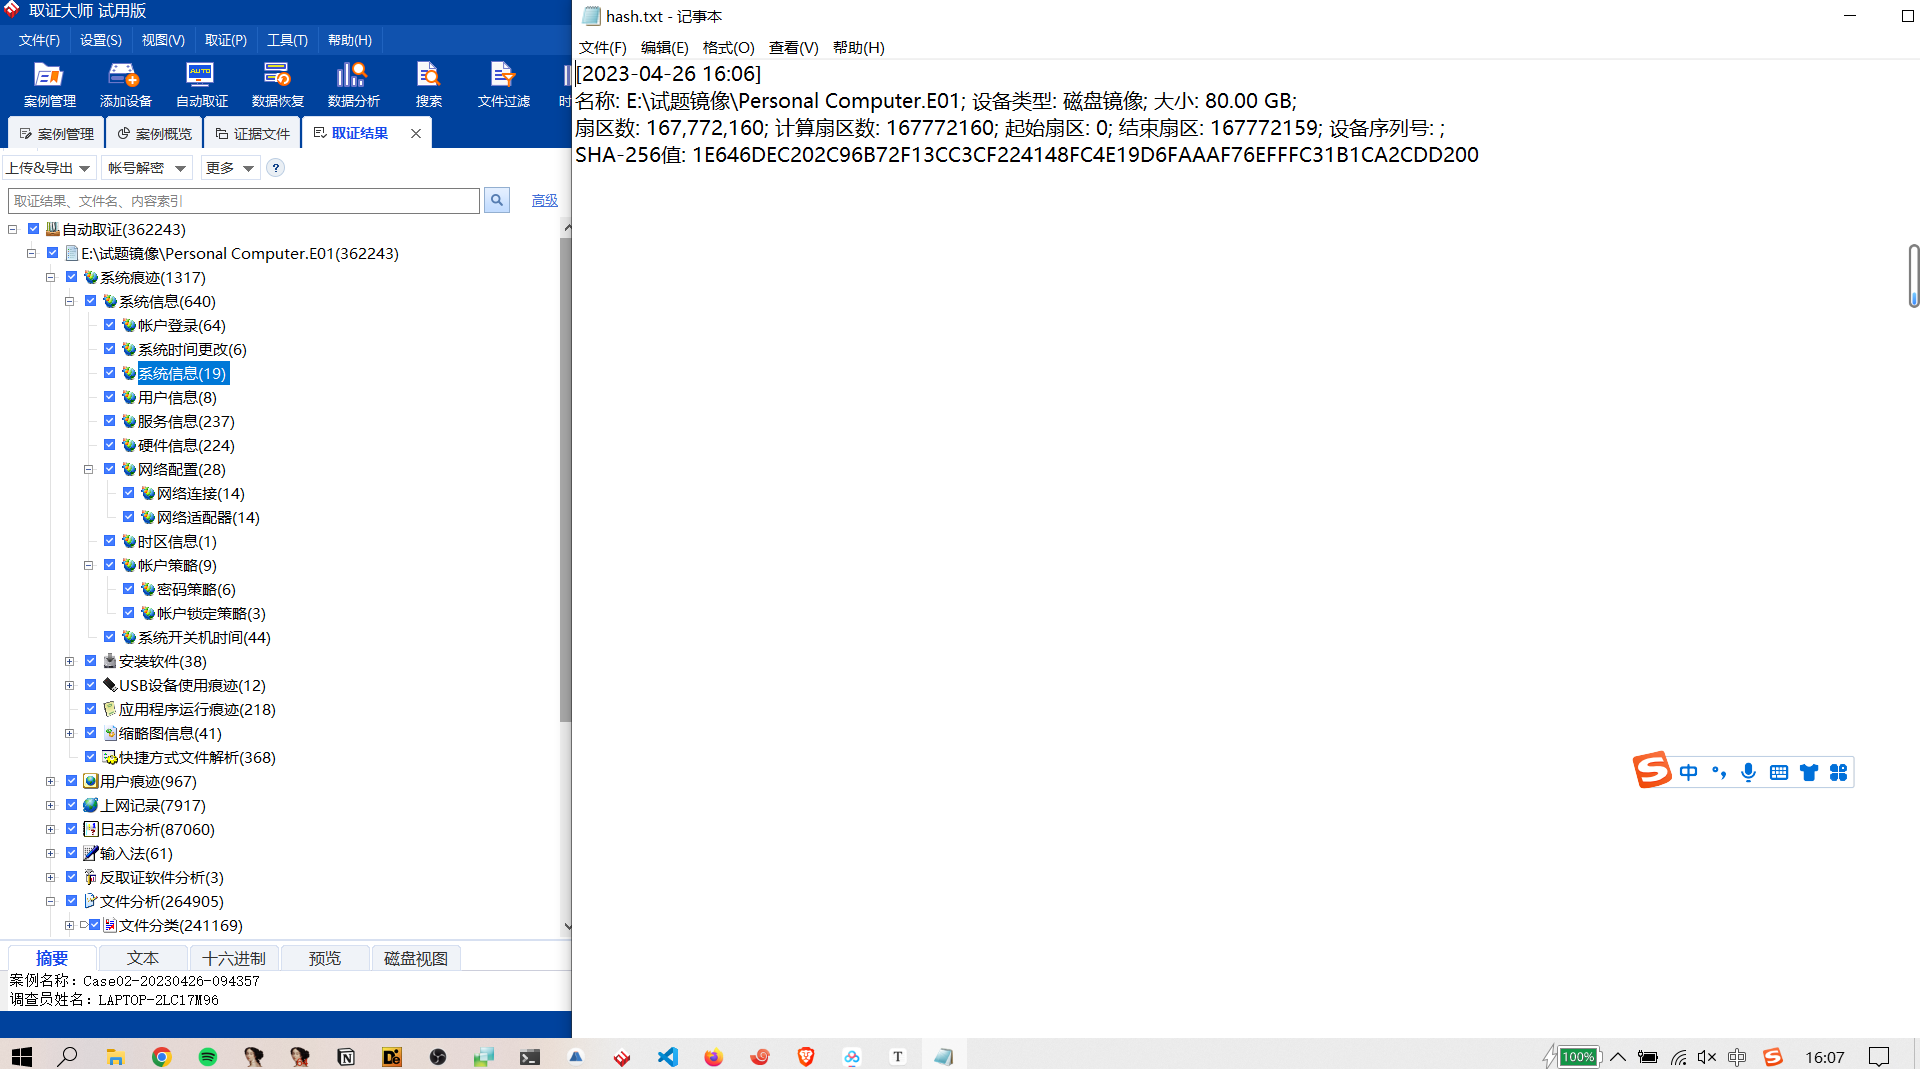 取证大师 试用版
文件(F) 设置(S) 视图(V) 取证(P) 工具(T) 帮助(H)
案例管理 添加设备 自动取证 数据恢复 数据分析 搜索 文件过滤
案例管理 案例概览 证据文件 取证结果
上传&导出 帐号解密 更多 ?
取证结果、文件名、内容索引 高级
自动取证(362243)
E:\试题镜像\Personal Computer.E01(362243)
系统痕迹(1317)
系统信息(640)
帐户登录(64)
系统时间更改(6)
系统信息(19)
用户信息(8)
服务信息(237)
硬件信息(224)
网络配置(28)
网络连接(14)
网络适配器(14)
时区信息(1)
帐户策略(9)
密码策略(6)
帐户锁定策略(3)
系统开关机时间(44)
安装软件(38)
USB设备使用痕迹(12)
应用程序运行痕迹(218)
缩略图信息(41)
快捷方式文件解析(368)
用户痕迹(967)
上网记录(7917)
日志分析(87060)
输入法(61)
反取证软件分析(3)
文件分析(264905)
文件分类(241169)
摘要 文本 十六进制 预览 磁盘视图
案例名称：Case02-20230426-094357
调查员姓名：LAPTOP-2LC17M96
hash.txt - 记事本
文件(F) 编辑(E) 格式(O) 查看(V) 帮助(H)
[2023-04-26 16:06]
名称: E:\试题镜像\Personal Computer.E01; 设备类型: 磁盘镜像; 大小: 80.00 GB;
扇区数: 167,772,160; 计算扇区数: 167772160; 起始扇区: 0; 结束扇区: 167772159; 设备序列号: ;
SHA-256值: 1E646DEC202C96B72F13CC3CF224148FC4E19D6FAAAF76EFFFC31B1CA2CDD200
中
100% 中 16:07